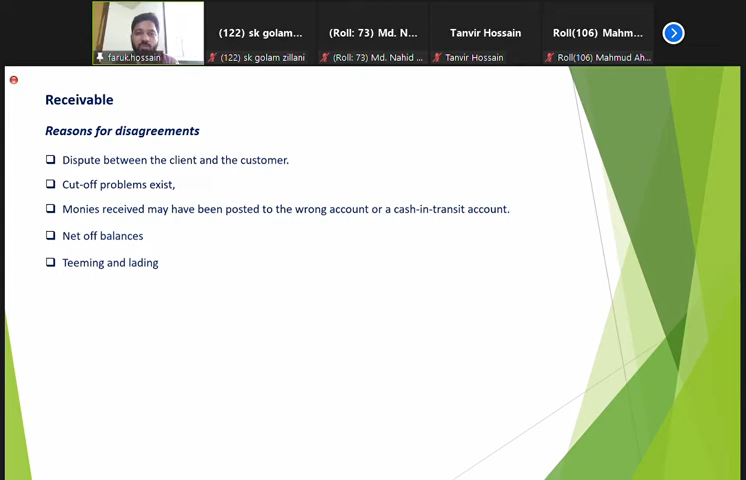 (122) sk golam...
(Roll: 73) Md. N...
Tanvir Hossain
Roll(106) Mahm...
faruk.hossain
(122) sk golam zillani
(Roll: 73) Md. Nahid ...
Tanvir Hossain
Roll(106) Mahmud Ah...
Receivable
Reasons for disagreements
Dispute between the client and the customer.
Cut-off problems exist,
Monies received may have been posted to the wrong account or a cash-in-transit account.
Net off balances
Teeming and lading